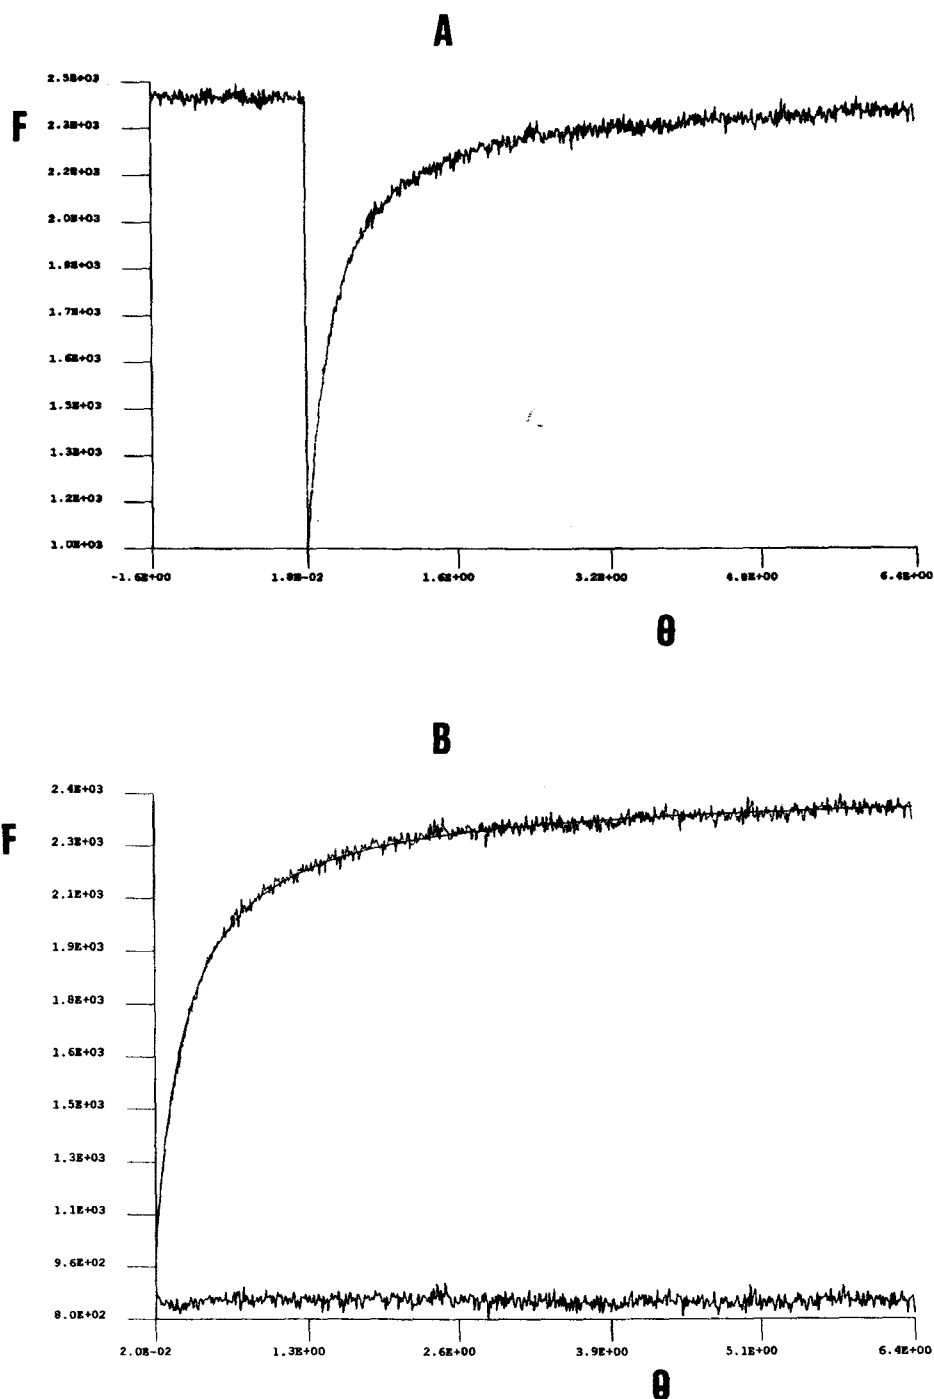 A
2.5E+03
F
2.3E+03
2.2E+03
2.0E+03
1.9E+03
1.7E+03
1.6E+03
1.5E+03
1.3E+03
1.2E+03
1.0E+03
-1.6E+00 1.8E-02 1.6E+00 3.2E+00 4.8E+00 6.4E+00
θ
B
2.4E+03
F
2.3E+03
2.1E+03
1.9E+03
1.8E+03
1.6E+03
1.5E+03
1.3E+03
1.1E+03
9.6E+02
8.0E+02
2.0E-02 1.3E+00 2.6E+00 3.9E+00 5.1E+00 6.4E+00
θ